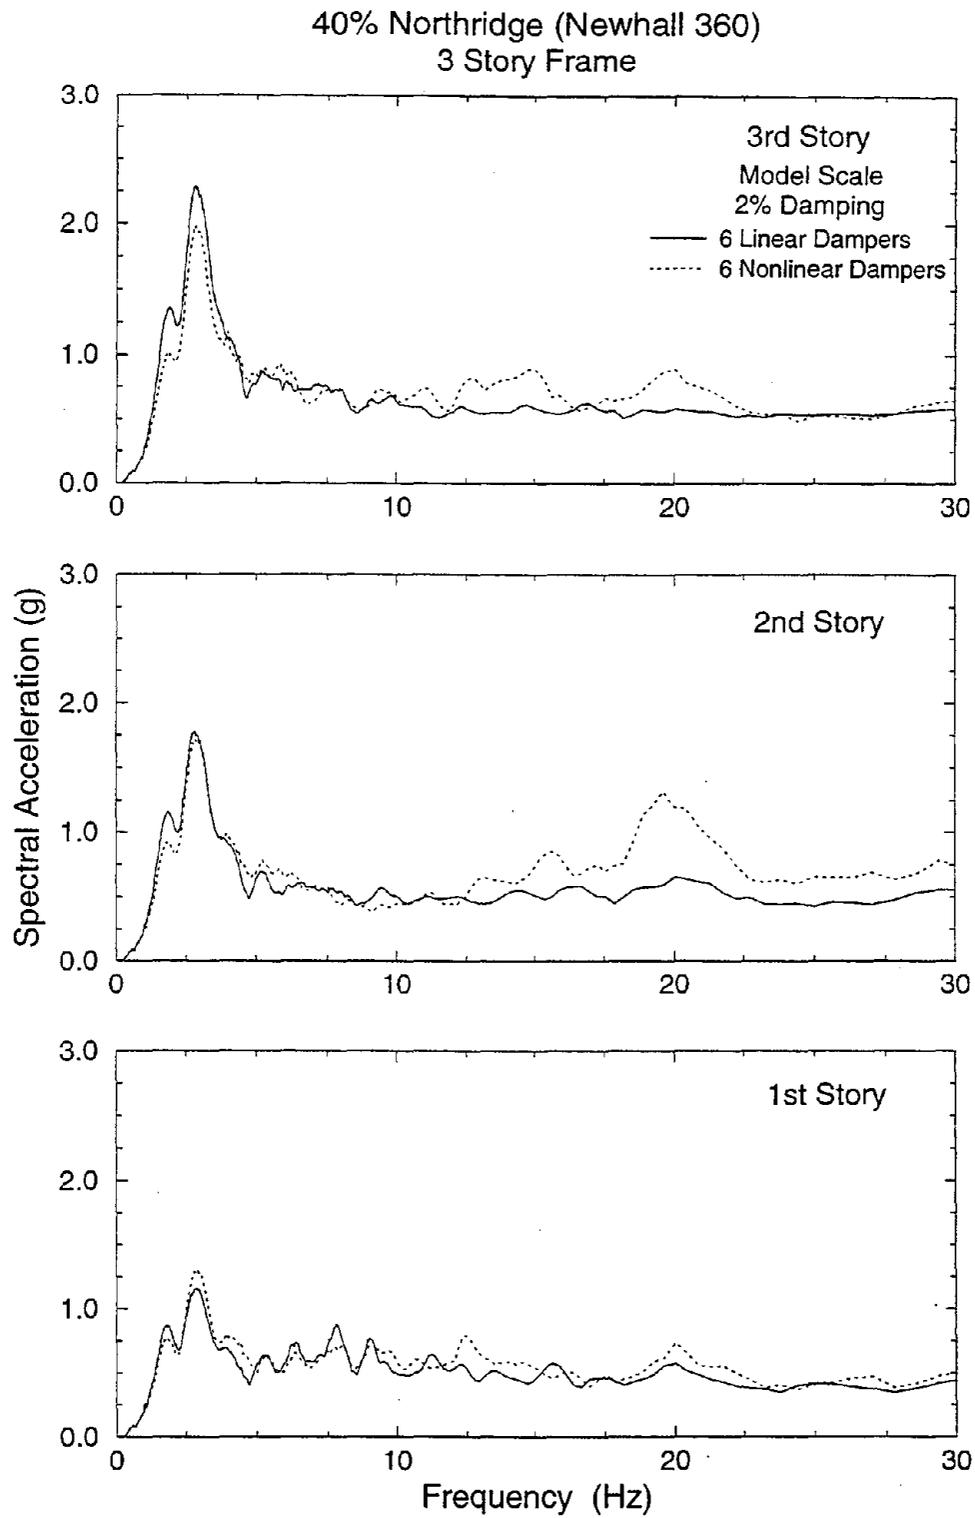 40% Northridge (Newhall 360)
3 Story Frame
3.0
2.0
1.0
0.0
3rd Story
Model Scale
2% Damping
6 Linear Dampers
6 Nonlinear Dampers
0 10 20 30
Spectral Acceleration (g)
3.0
2.0
1.0
0.0
2nd Story
0 10 20 30
3.0
2.0
1.0
0.0
1st Story
0 10 20 30
Frequency (Hz)